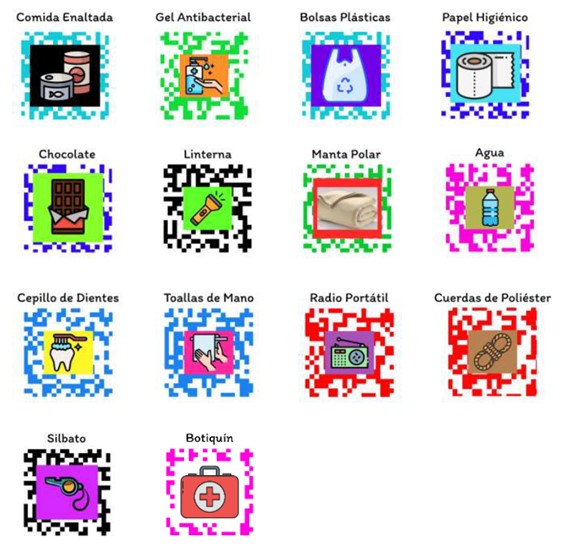 Comida Enaltada
Gel Antibacterial
Bolsas Plásticas
Papel Higiénico
Chocolate
Linterna
Manta Polar
Agua
Cepillo de Dientes
Toallas de Mano
Radio Portátil
Cuerdas de Poliéster
Silbato
Botiquín